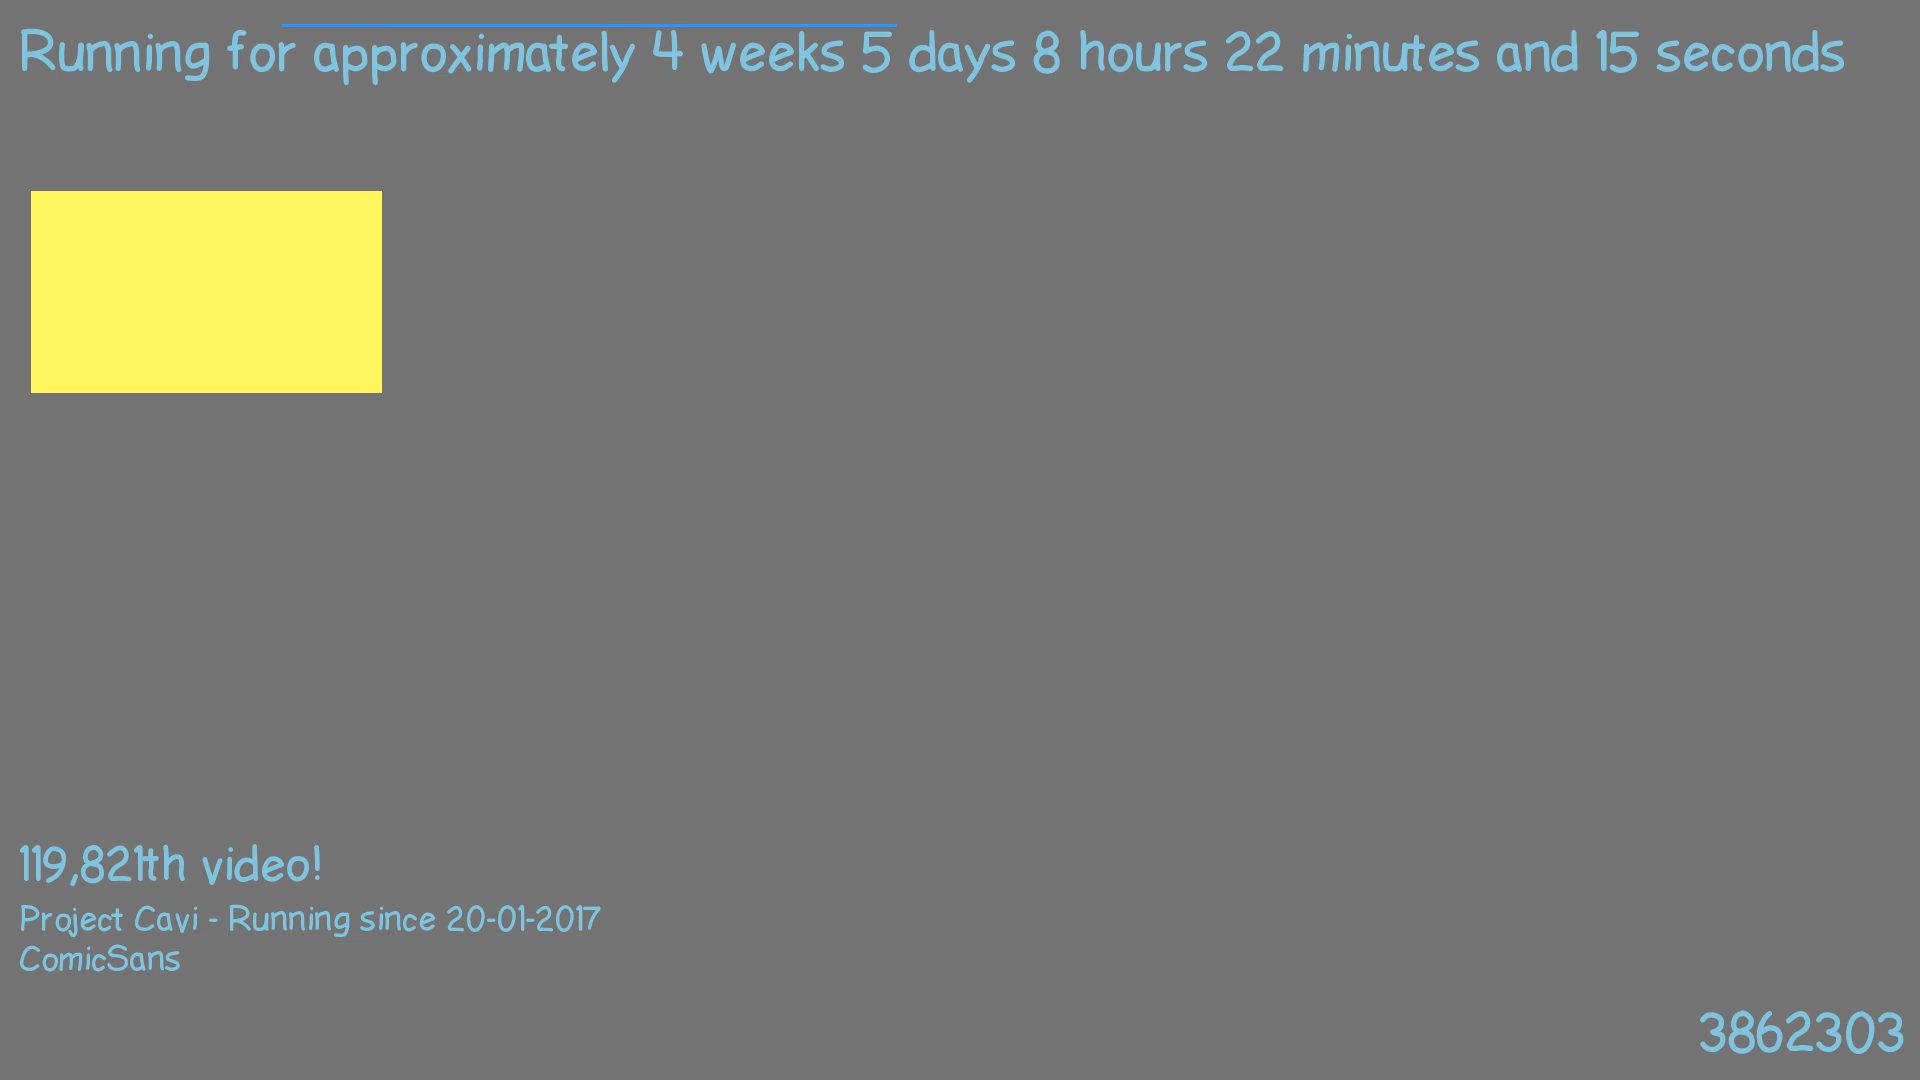 Running for approximately 4 weeks 5 days 8 hours 22 minutes and 15 seconds
119,821th video!
Project Cavi - Running since 20-01-2017
ComicSans
3862303